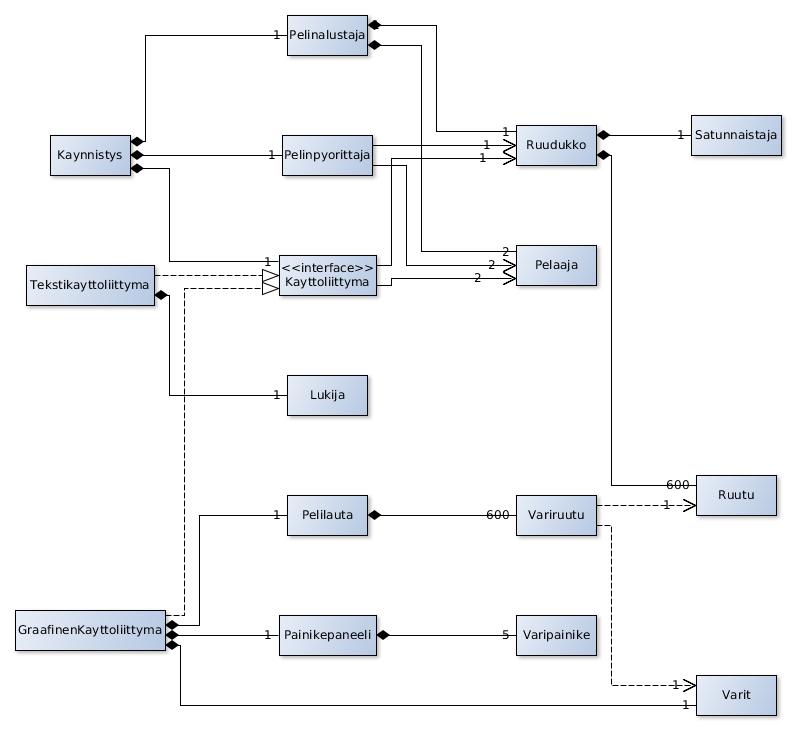 1
Pelinalustaja
1
1
Ruudukko
1
Satunnaistaja
Kaynnistys
1
Pelinpyorittaja
1
1
2
Pelaaja
2
2
1
<<interface>>
Kayttoliittyma
Tekstikayttoliittyma
1
Lukija
600
Ruutu
1
1
Pelilauta
600
Variruutu
GraafinenKayttoliittyma
1
Painikepaneeli
5
Varipainike
1
Varit
1